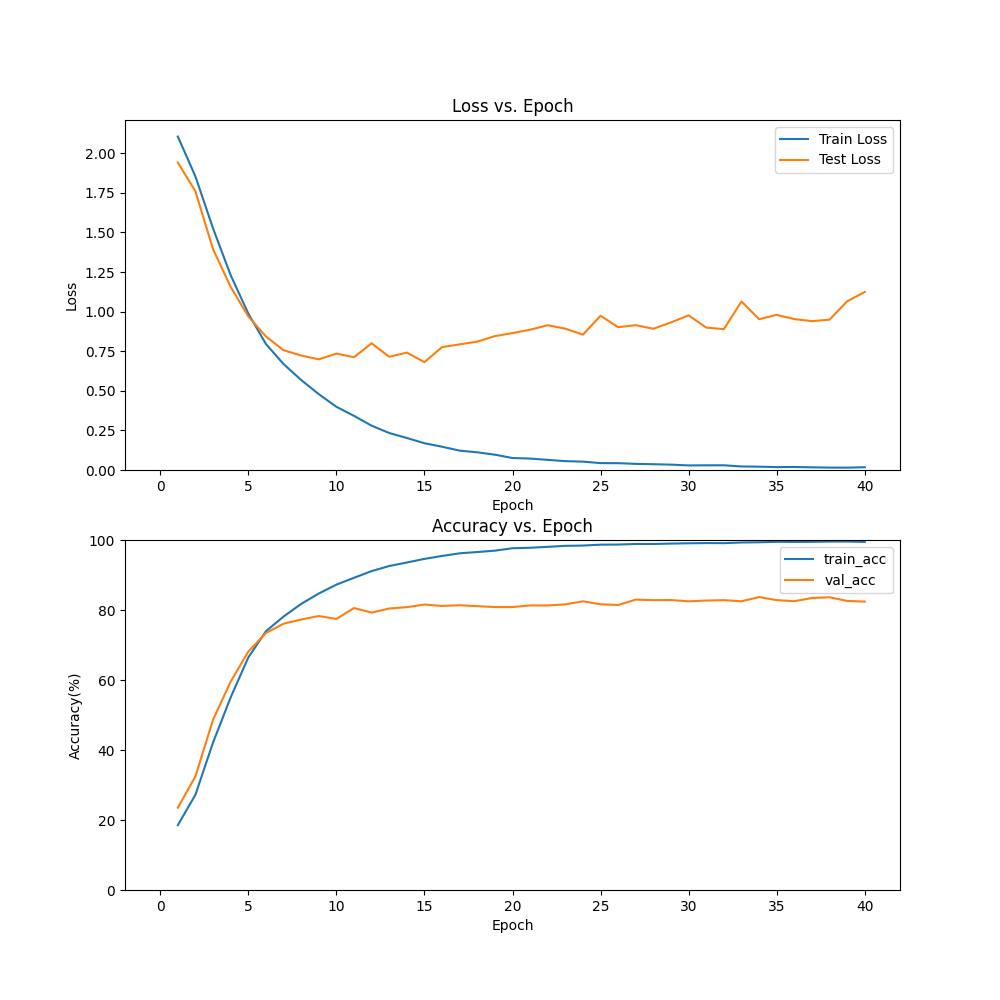 Loss vs. Epoch
Train Loss
Test Loss
2.00
1.75
1.50
1.25
1.00
0.75
0.50
0.25
0.00
Loss
0 5 10 15 20 25 30 35 40
Epoch
Accuracy vs. Epoch
train_acc
val_acc
100
80
60
40
20
0
Accuracy(%)
0 5 10 15 20 25 30 35 40
Epoch